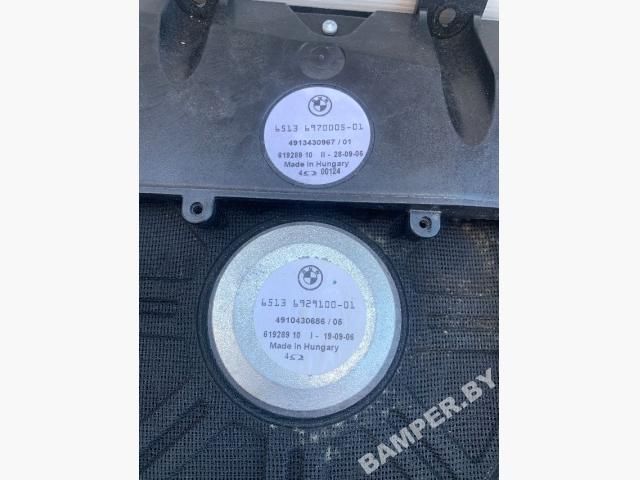 6513 6970005-01
4913430967 / 01
619289 10 II - 28-09-06
Made in Hungary
00124
6513 6929100-01
4910430686 / 05
619289 10 I - 19-09-06
Made in Hungary
BAMPER.BY